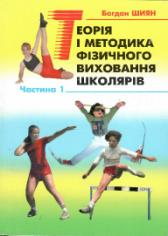 Богдан ШИЯН
ТЕОРІЯ
І МЕТОДИКА
ФІЗИЧНОГО
ВИХОВАННЯ
ШКОЛЯРІВ
Частина 1